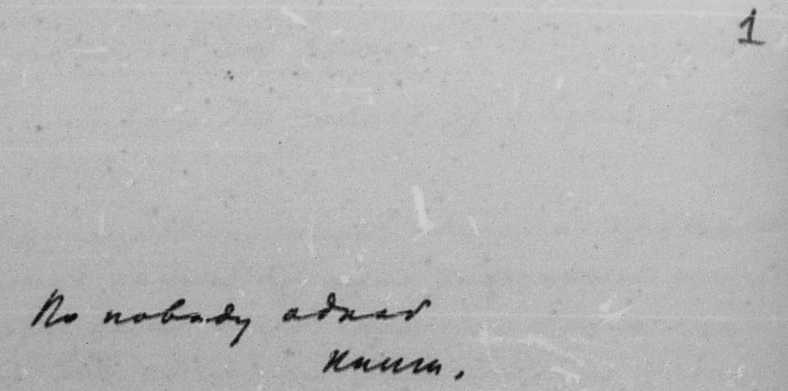 1
По поводу одной
книги.